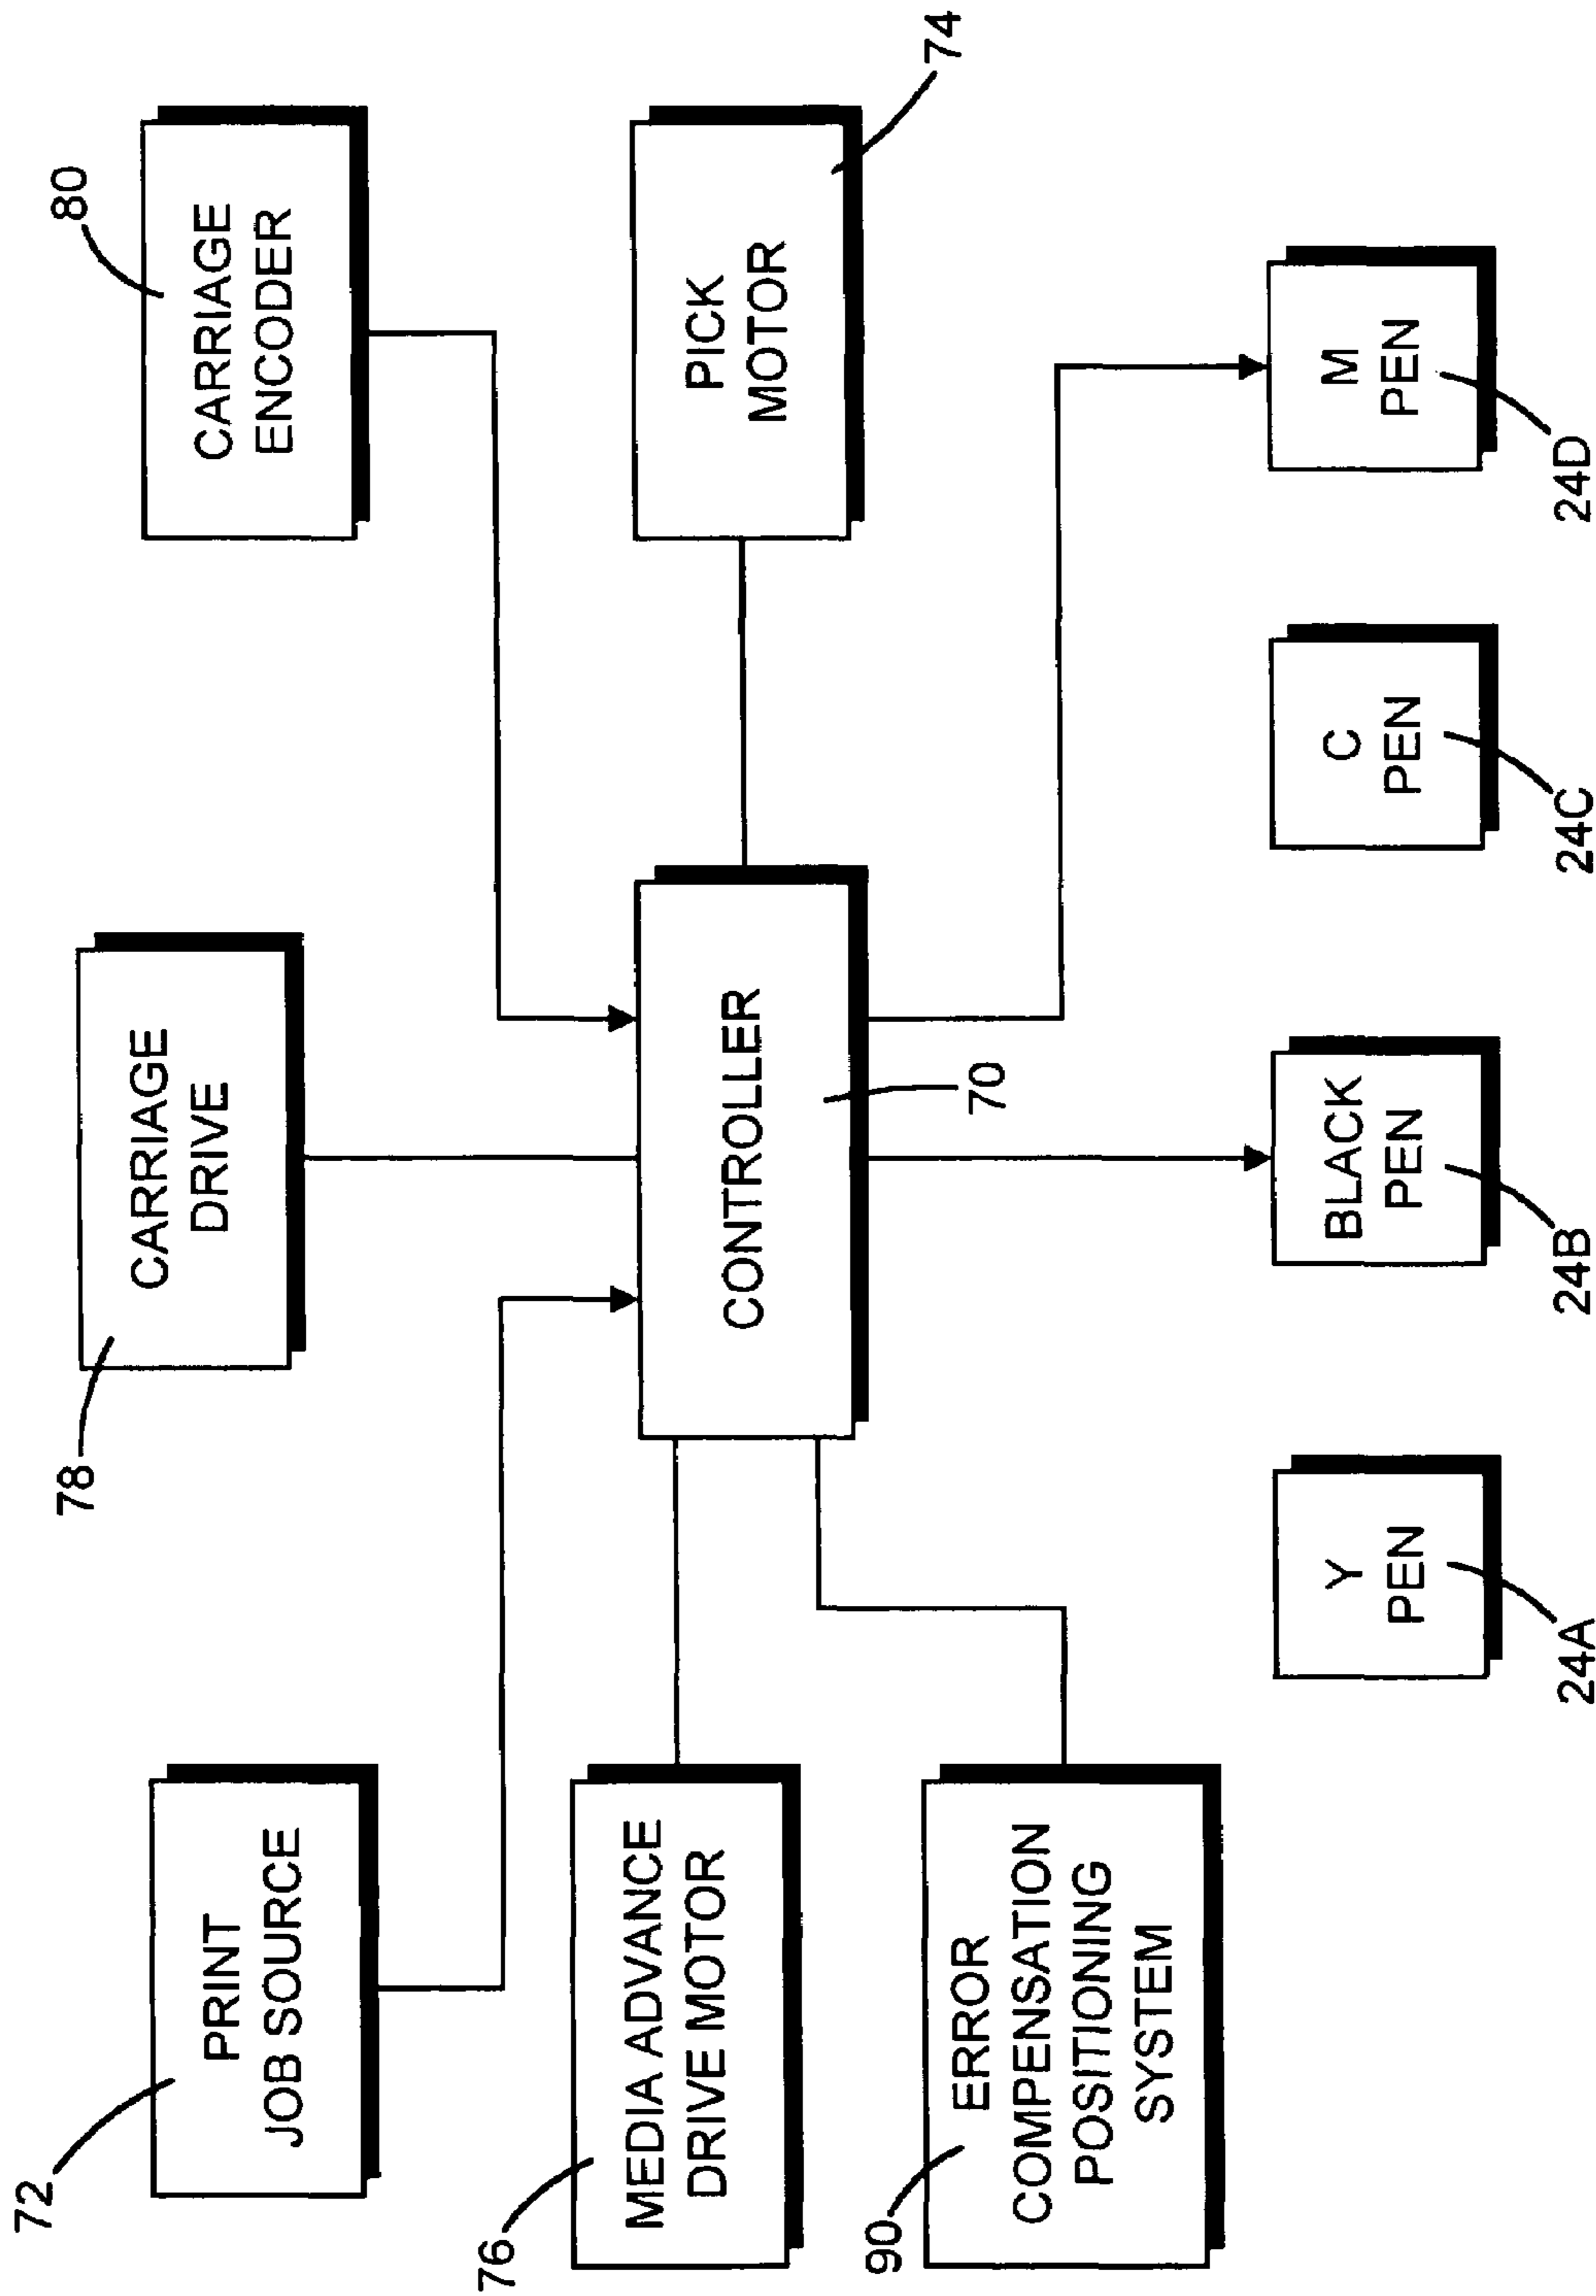 78
CARRIAGE
DRIVE
80
CARRIAGE
ENCODER
72
PRINT
JOB SOURCE
76
MEDIA ADVANCE
DRIVE MOTOR
CONTROLLER
70
PICK
MOTOR
74
90
ERROR
COMPENSATION
POSITIONING
SYSTEM
Y
PEN
24A
BLACK
PEN
24B
C
PEN
24C
M
PEN
24D